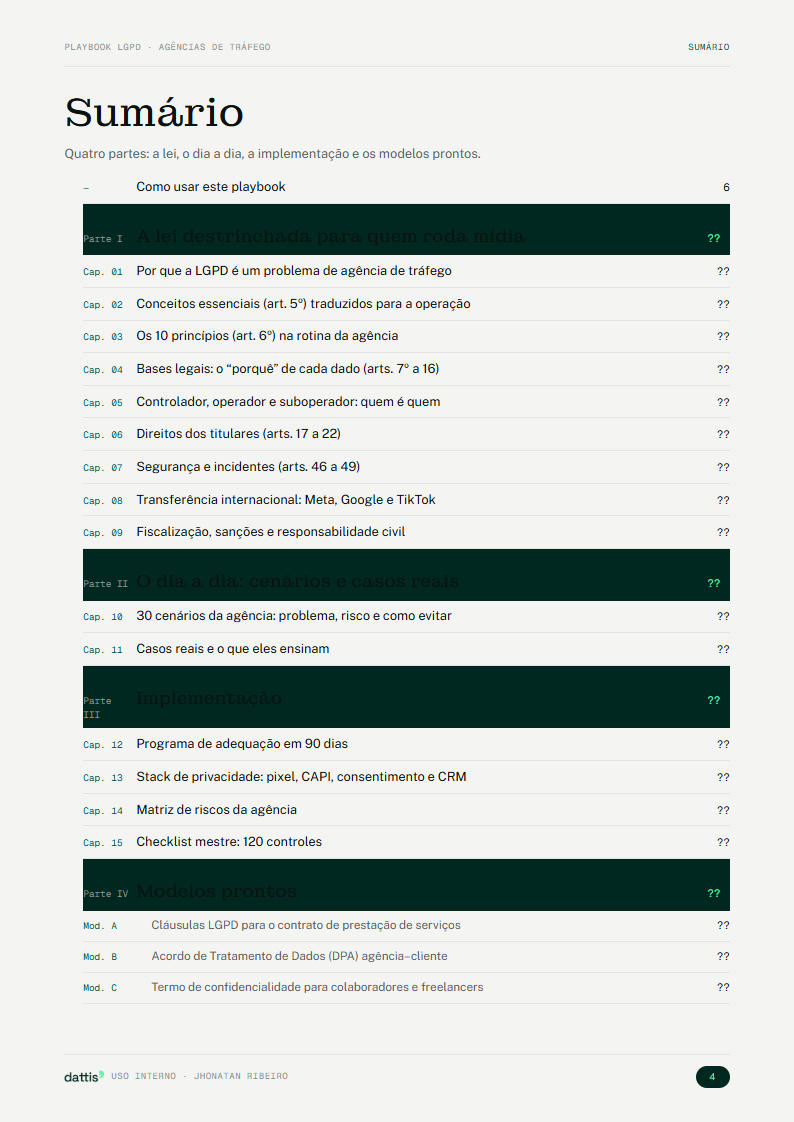 PLAYBOOK LGPD · AGÊNCIAS DE TRÁFEGO SUMÁRIO
Sumário
Quatro partes: a lei, o dia a dia, a implementação e os modelos prontos.
– Como usar este playbook 6
Parte I A lei destrinchada para quem roda mídia ??
Cap. 01 Por que a LGPD é um problema de agência de tráfego ??
Cap. 02 Conceitos essenciais (art. 5º) traduzidos para a operação ??
Cap. 03 Os 10 princípios (art. 6º) na rotina da agência ??
Cap. 04 Bases legais: o “porquê” de cada dado (arts. 7º a 16) ??
Cap. 05 Controlador, operador e suboperador: quem é quem ??
Cap. 06 Direitos dos titulares (arts. 17 a 22) ??
Cap. 07 Segurança e incidentes (arts. 46 a 49) ??
Cap. 08 Transferência internacional: Meta, Google e TikTok ??
Cap. 09 Fiscalização, sanções e responsabilidade civil ??
Parte II O dia a dia: cenários e casos reais ??
Cap. 10 30 cenários da agência: problema, risco e como evitar ??
Cap. 11 Casos reais e o que eles ensinam ??
Parte III Implementação ??
Cap. 12 Programa de adequação em 90 dias ??
Cap. 13 Stack de privacidade: pixel, CAPI, consentimento e CRM ??
Cap. 14 Matriz de riscos da agência ??
Cap. 15 Checklist mestre: 120 controles ??
Parte IV Modelos prontos ??
Mod. A Cláusulas LGPD para o contrato de prestação de serviços ??
Mod. B Acordo de Tratamento de Dados (DPA) agência–cliente ??
Mod. C Termo de confidencialidade para colaboradores e freelancers ??
dattis USO INTERNO · JHONATAN RIBEIRO 4